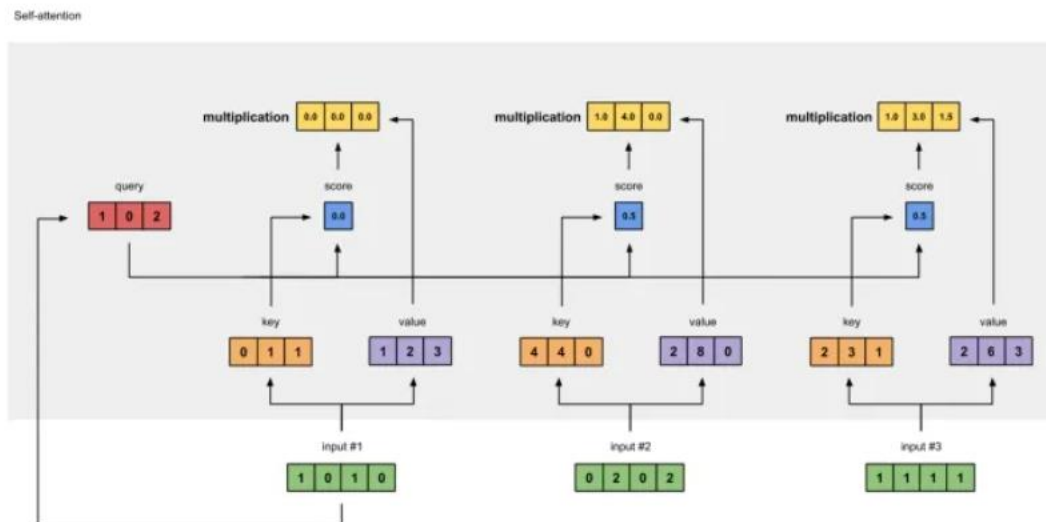 Self-attention
multiplication 0.0 0.0 0.0
multiplication 1.0 4.0 0.0
multiplication 1.0 3.0 1.5
query
score
score
score
1 0 2
0.0
0.5
0.5
key
value
key
value
key
value
0 1 1
1 2 3
4 4 0
2 8 0
2 3 1
2 6 3
input #1
input #2
input #3
1 0 1 0
0 2 0 2
1 1 1 1